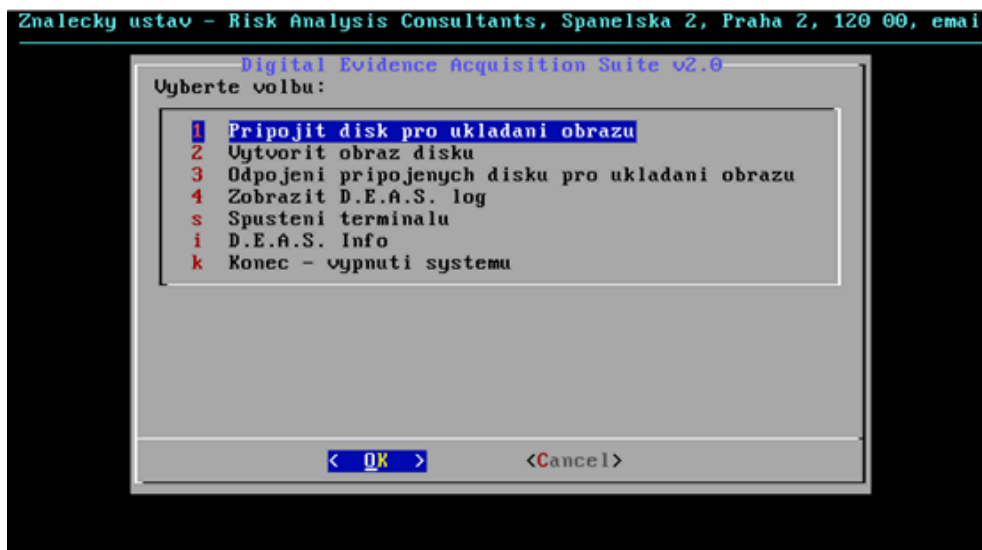 Znalecky ustav - Risk Analysis Consultants, Spanelska 2, Praha 2, 120 00, emai
Digital Evidence Acquisition Suite v2.0
Vyberte volbu:
1 Pripojit disk pro ukladani obrazu
2 Vytvorit obraz disku
3 Odpojeni pripojenych disku pro ukladani obrazu
4 Zobrazit D.E.A.S. log
s Spusteni terminalu
i D.E.A.S. Info
k Konec - vypnuti systemu
< OK > <Cancel>